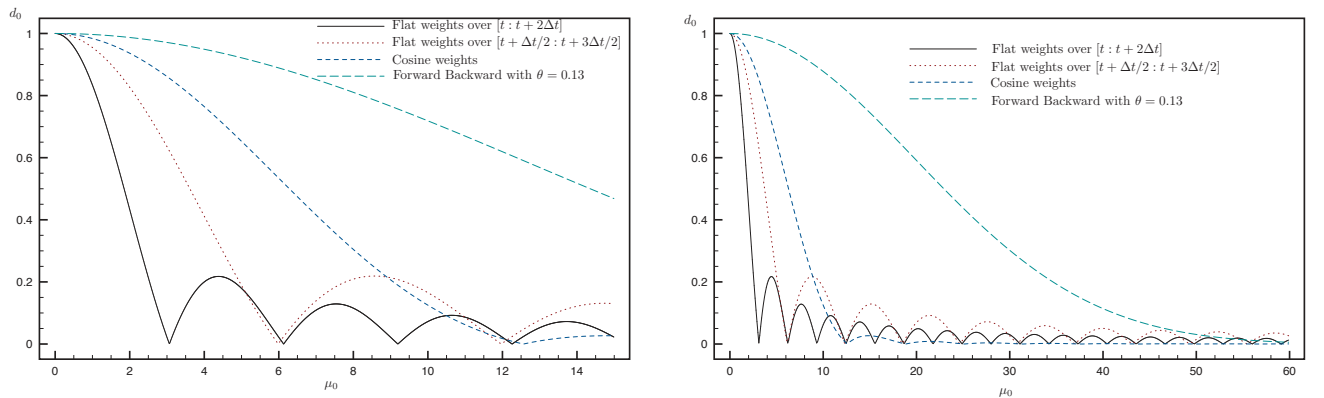 d₀
Flat weights over [t : t + 2Δt]
Flat weights over [t + Δt/2 : t + 3Δt/2]
Cosine weights
Forward Backward with θ = 0.13
1
0.8
0.6
0.4
0.2
0
0 2 4 6 8 10 12 14
μ₀
d₀
Flat weights over [t : t + 2Δt]
Flat weights over [t + Δt/2 : t + 3Δt/2]
Cosine weights
Forward Backward with θ = 0.13
1
0.8
0.6
0.4
0.2
0
0 10 20 30 40 50 60
μ₀